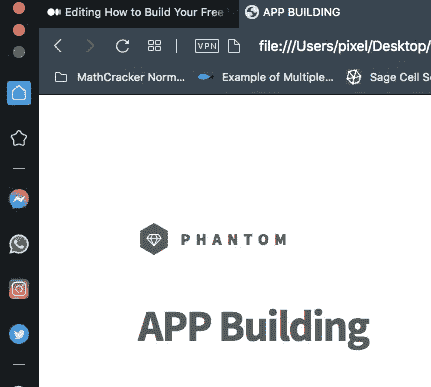 Editing How to Build Your Free
APP BUILDING
VPN file:///Users/pixel/Desktop/
MathCracker Norm... Example of Multiple... Sage Cell S
PHANTOM
APP Building